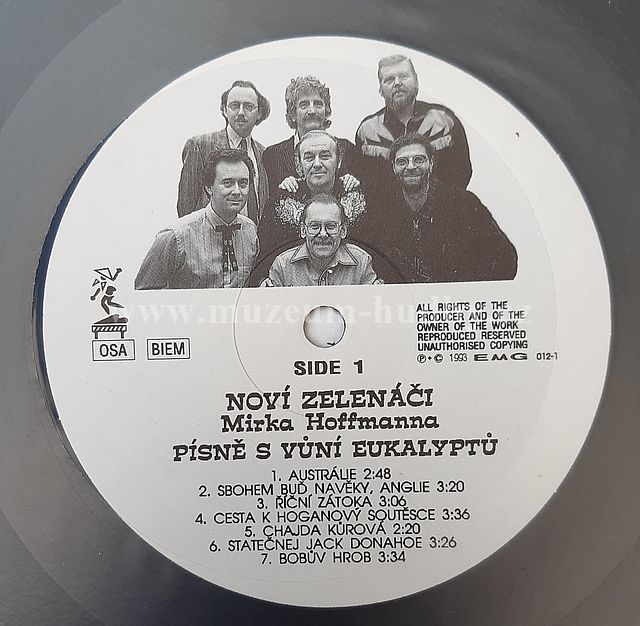 www.muzeum-hudby.cz
OSA
BIEM
ALL RIGHTS OF THE
PRODUCER AND OF THE
OWNER OF THE WORK
REPRODUCED RESERVED
UNAUTHORISED COPYING
Ⓟ • © 1993 EMG 012-1
SIDE 1
NOVÍ ZELENÁČI
Mirka Hoffmanna
PÍSNĚ S VŮNÍ EUKALYPTŮ
1. AUSTRÁLIE 2:48
2. SBOHEM BUĎ NAVĚKY, ANGLIE 3:20
3. ŘÍČNÍ ZÁTOKA 3:06
4. CESTA K HOGANOVÝ SOUTĚSCE 3:36
5. CHAJDA KŮROVÁ 2:20
6. STATEČNEJ JACK DONAHOE 3:26
7. BOBŮV HROB 3:34